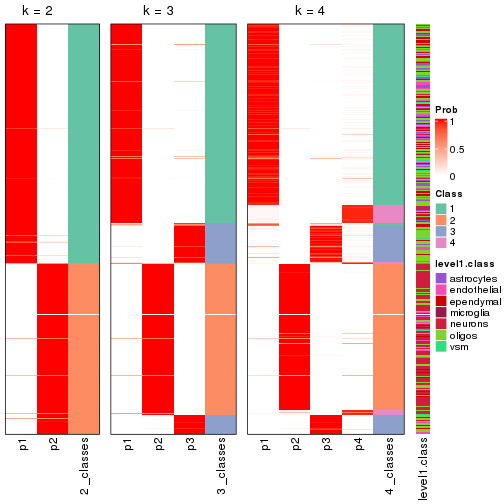 k = 2
k = 3
k = 4
p1
p2
2_classes
p1
p2
p3
3_classes
p1
p2
p3
p4
4_classes
level1.class
Prob
1
0.5
0
Class
1
2
3
4
level1.class
astrocytes
endothelial
ependymal
microglia
neurons
oligos
vsm